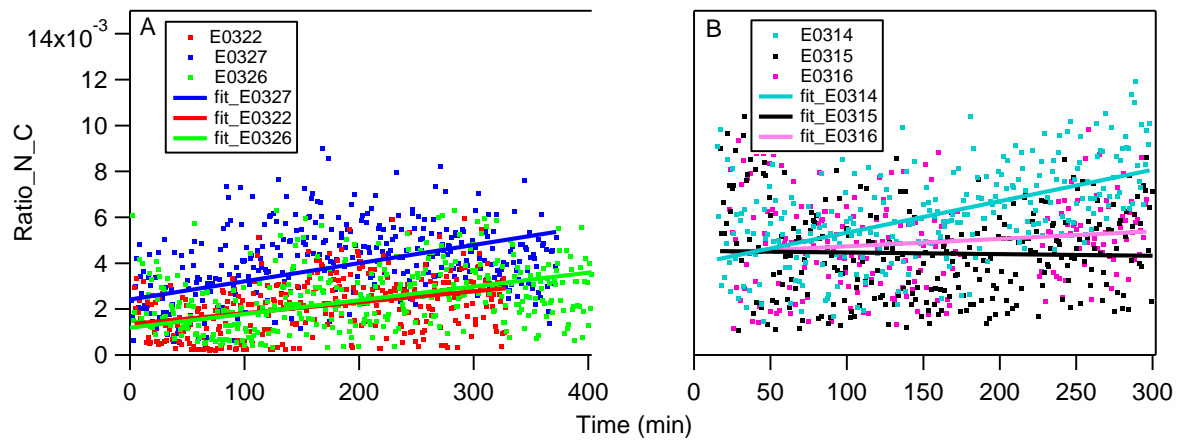 A
E0322
E0327
E0326
fit_E0327
fit_E0322
fit_E0326
14x10⁻³
12
10
8
6
4
2
0
Ratio_N_C
0 100 200 300 400
B
E0314
E0315
E0316
fit_E0314
fit_E0315
fit_E0316
0 50 100 150 200 250 300
Time (min)